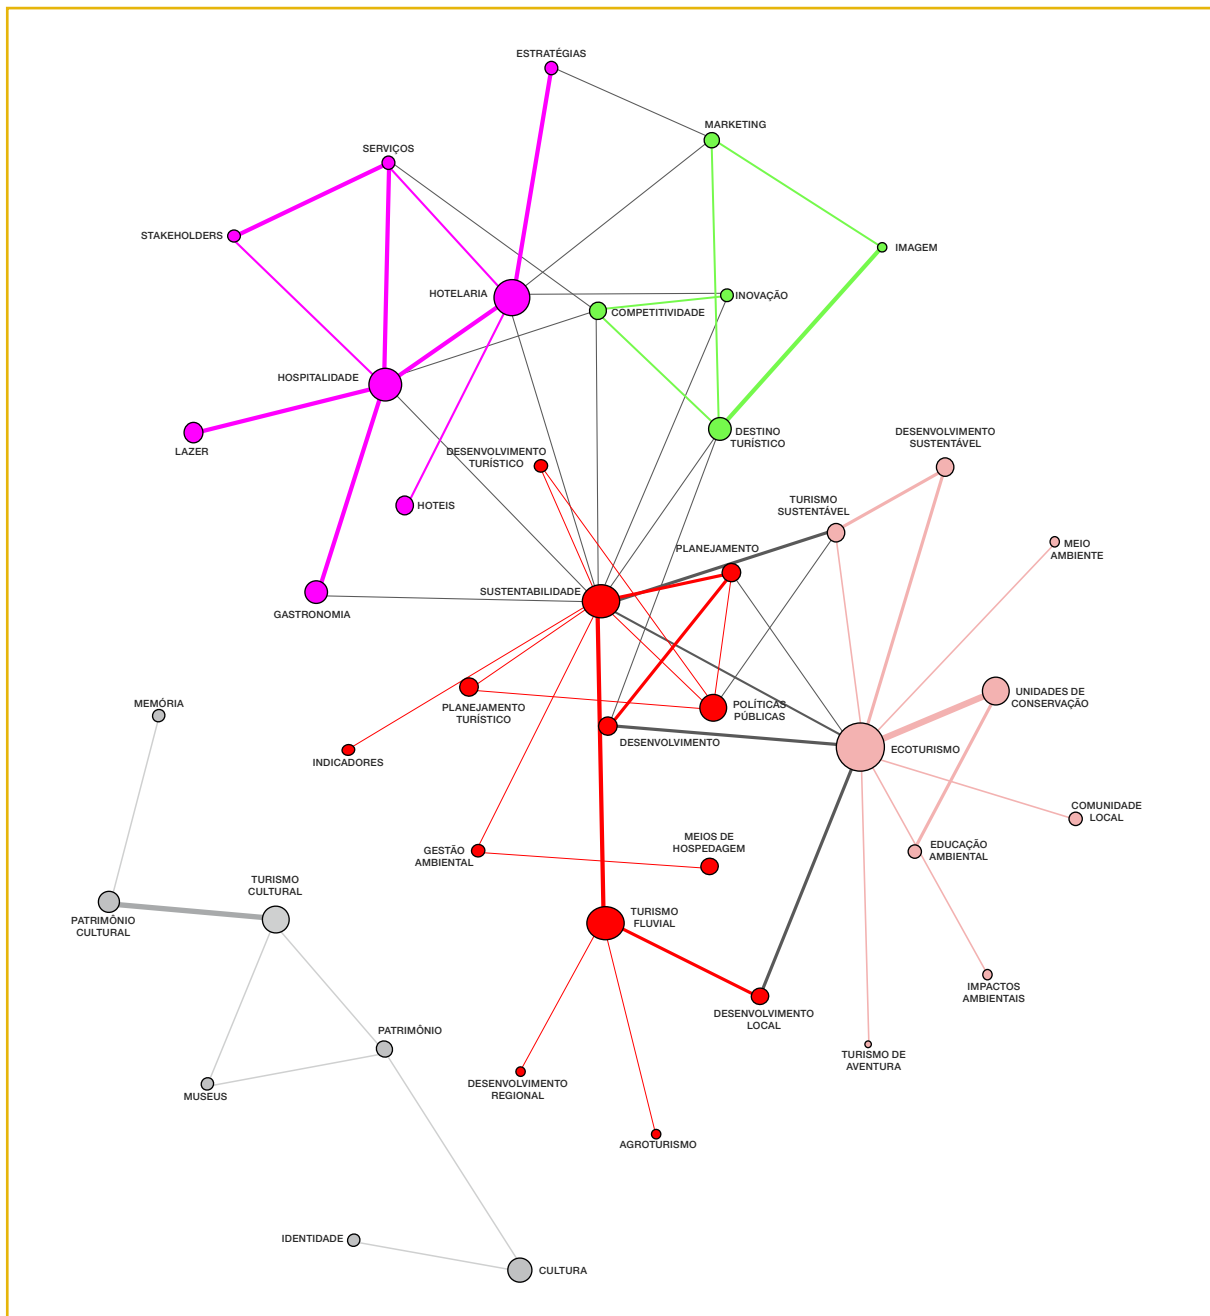 ESTRATÉGIAS
MARKETING
SERVIÇOS
STAKEHOLDERS
IMAGEM
HOTELARIA
INOVAÇÃO
COMPETITIVIDADE
HOSPITALIDADE
DESTINO
TURÍSTICO
DESENVOLVIMENTO
SUSTENTÁVEL
LAZER
DESENVOLVIMENTO
TURÍSTICO
HOTEIS
TURISMO
SUSTENTÁVEL
MEIO
AMBIENTE
PLANEJAMENTO
SUSTENTABILIDADE
GASTRONOMIA
UNIDADES DE
CONSERVAÇÃO
MEMÓRIA
PLANEJAMENTO
TURÍSTICO
POLÍTICAS
PÚBLICAS
DESENVOLVIMENTO
ECOTURISMO
INDICADORES
COMUNIDADE
LOCAL
GESTÃO
AMBIENTAL
MEIOS DE
HOSPEDAGEM
EDUCAÇÃO
AMBIENTAL
TURISMO
CULTURAL
PATRIMÔNIO
CULTURAL
TURISMO
FLUVIAL
IMPACTOS
AMBIENTAIS
DESENVOLVIMENTO
LOCAL
PATRIMÔNIO
TURISMO DE
AVENTURA
MUSEUS
DESENVOLVIMENTO
REGIONAL
AGROTURISMO
IDENTIDADE
CULTURA